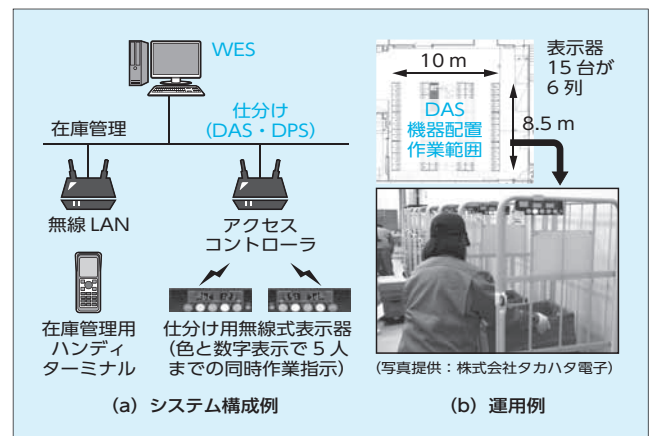 WES
在庫管理
仕分け
(DAS・DPS)
無線 LAN
アクセス
コントローラ
在庫管理用
ハンディ
ターミナル
仕分け用無線式表示器
(色と数字表示で 5 人
までの同時作業指示)
(a) システム構成例
10 m
表示器
15 台が
6 列
DAS
機器配置
作業範囲
8.5 m
(写真提供:株式会社タカハタ電子)
(b) 運用例